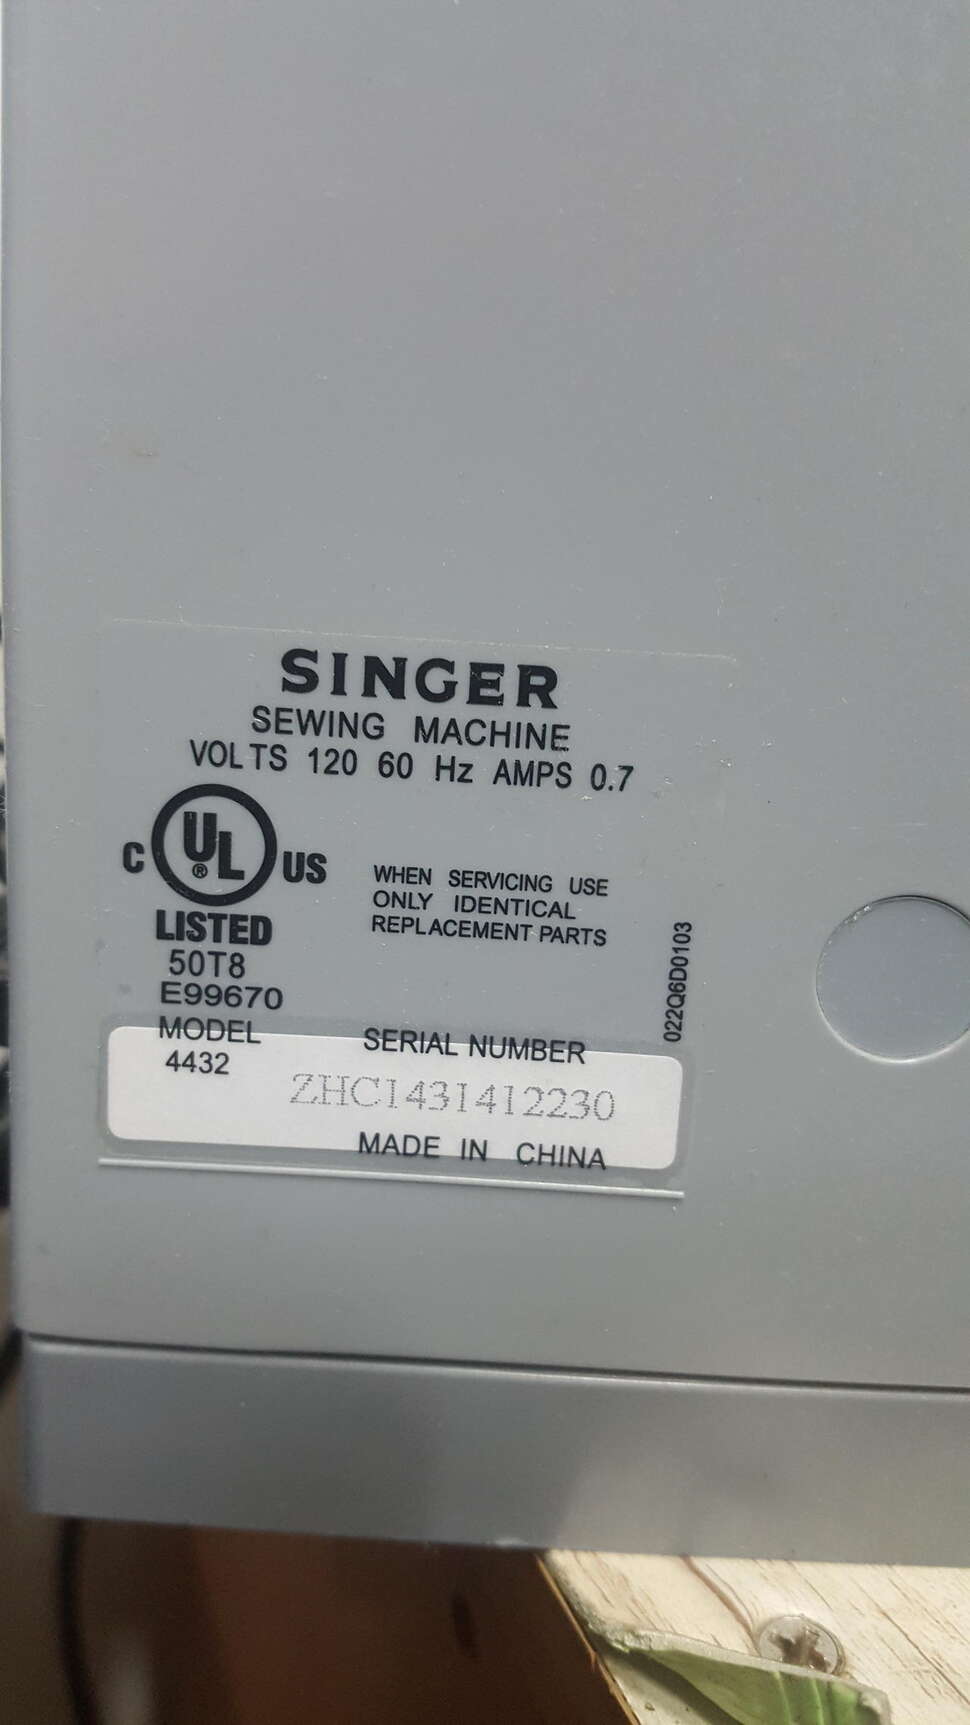 SINGER
SEWING MACHINE
VOLTS 120 60 Hz AMPS 0.7
C UL ® US
LISTED
50T8
E99670
WHEN SERVICING USE
ONLY IDENTICAL
REPLACEMENT PARTS
022Q6D0103
MODEL
4432
SERIAL NUMBER
ZHC1431412230
MADE IN CHINA